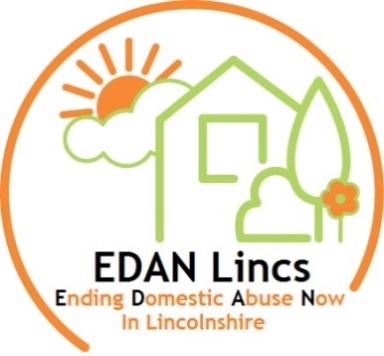 EDAN Lincs
Ending Domestic Abuse Now
In Lincolnshire